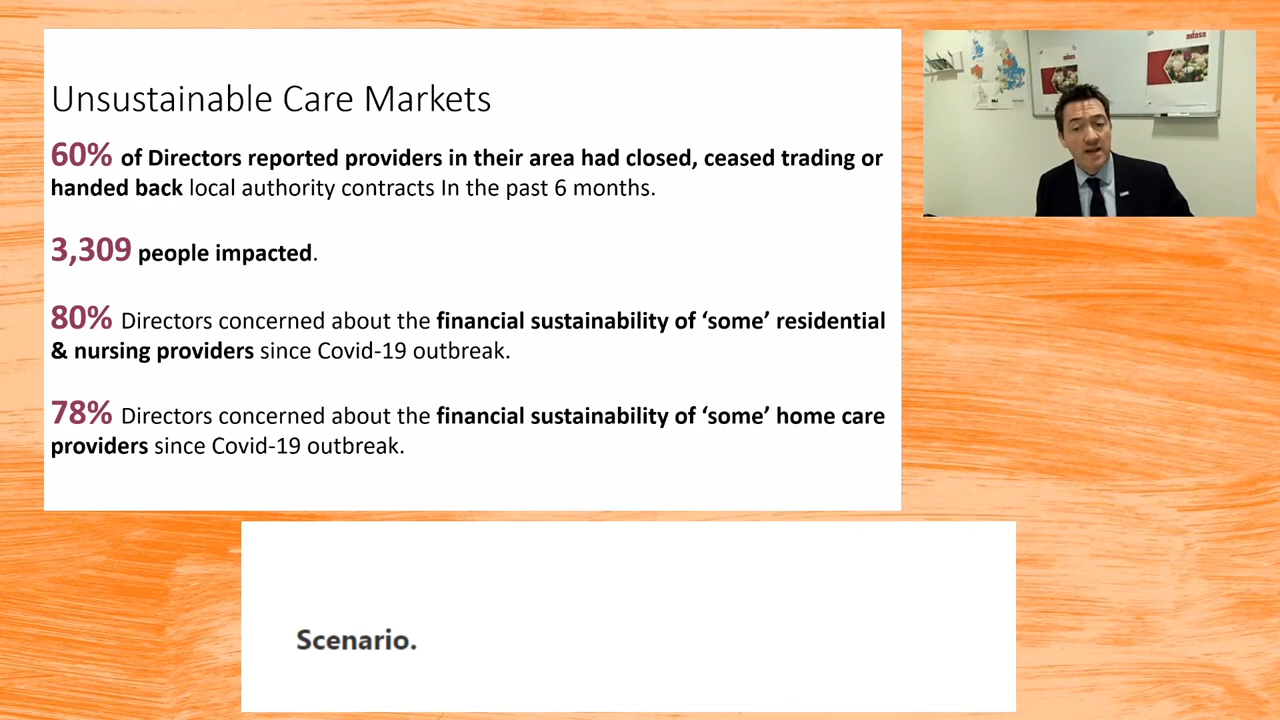 Unsustainable Care Markets
60% of Directors reported providers in their area had closed, ceased trading or
handed back local authority contracts In the past 6 months.
3,309 people impacted.
80% Directors concerned about the financial sustainability of ‘some’ residential
& nursing providers since Covid-19 outbreak.
78% Directors concerned about the financial sustainability of ‘some’ home care
providers since Covid-19 outbreak.
adass
adass
Scenario.